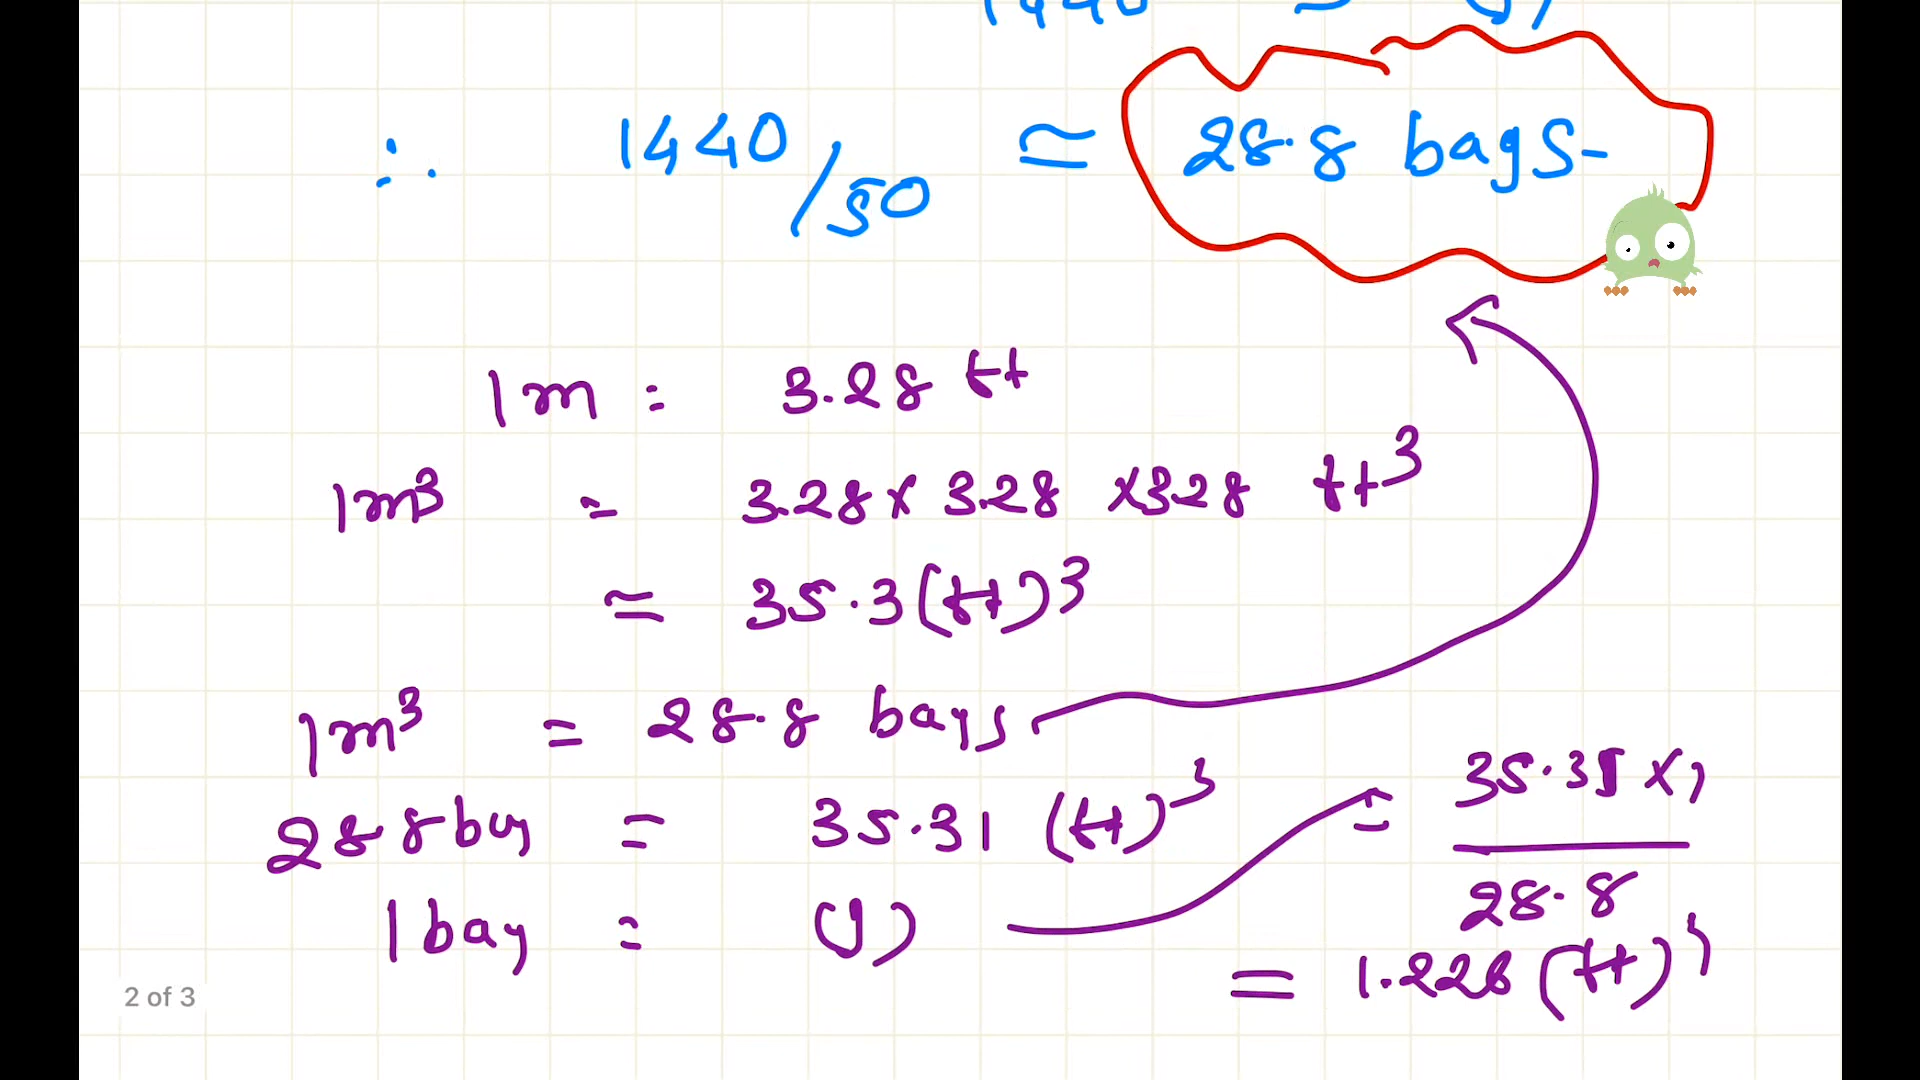 1440 ≃
∴ 1440/50 ≃ 28.8 bags-
1m = 3.28 ft
1m³ = 3.28 x 3.28 x 3.28 ft³
≃ 35.3 (ft)³
1m³ = 28.8 bags
28.8 bag = 35.31 (ft)³
1 bag = (y)
= 35.31 x 1
28.8
= 1.226 (ft)³
2 of 3